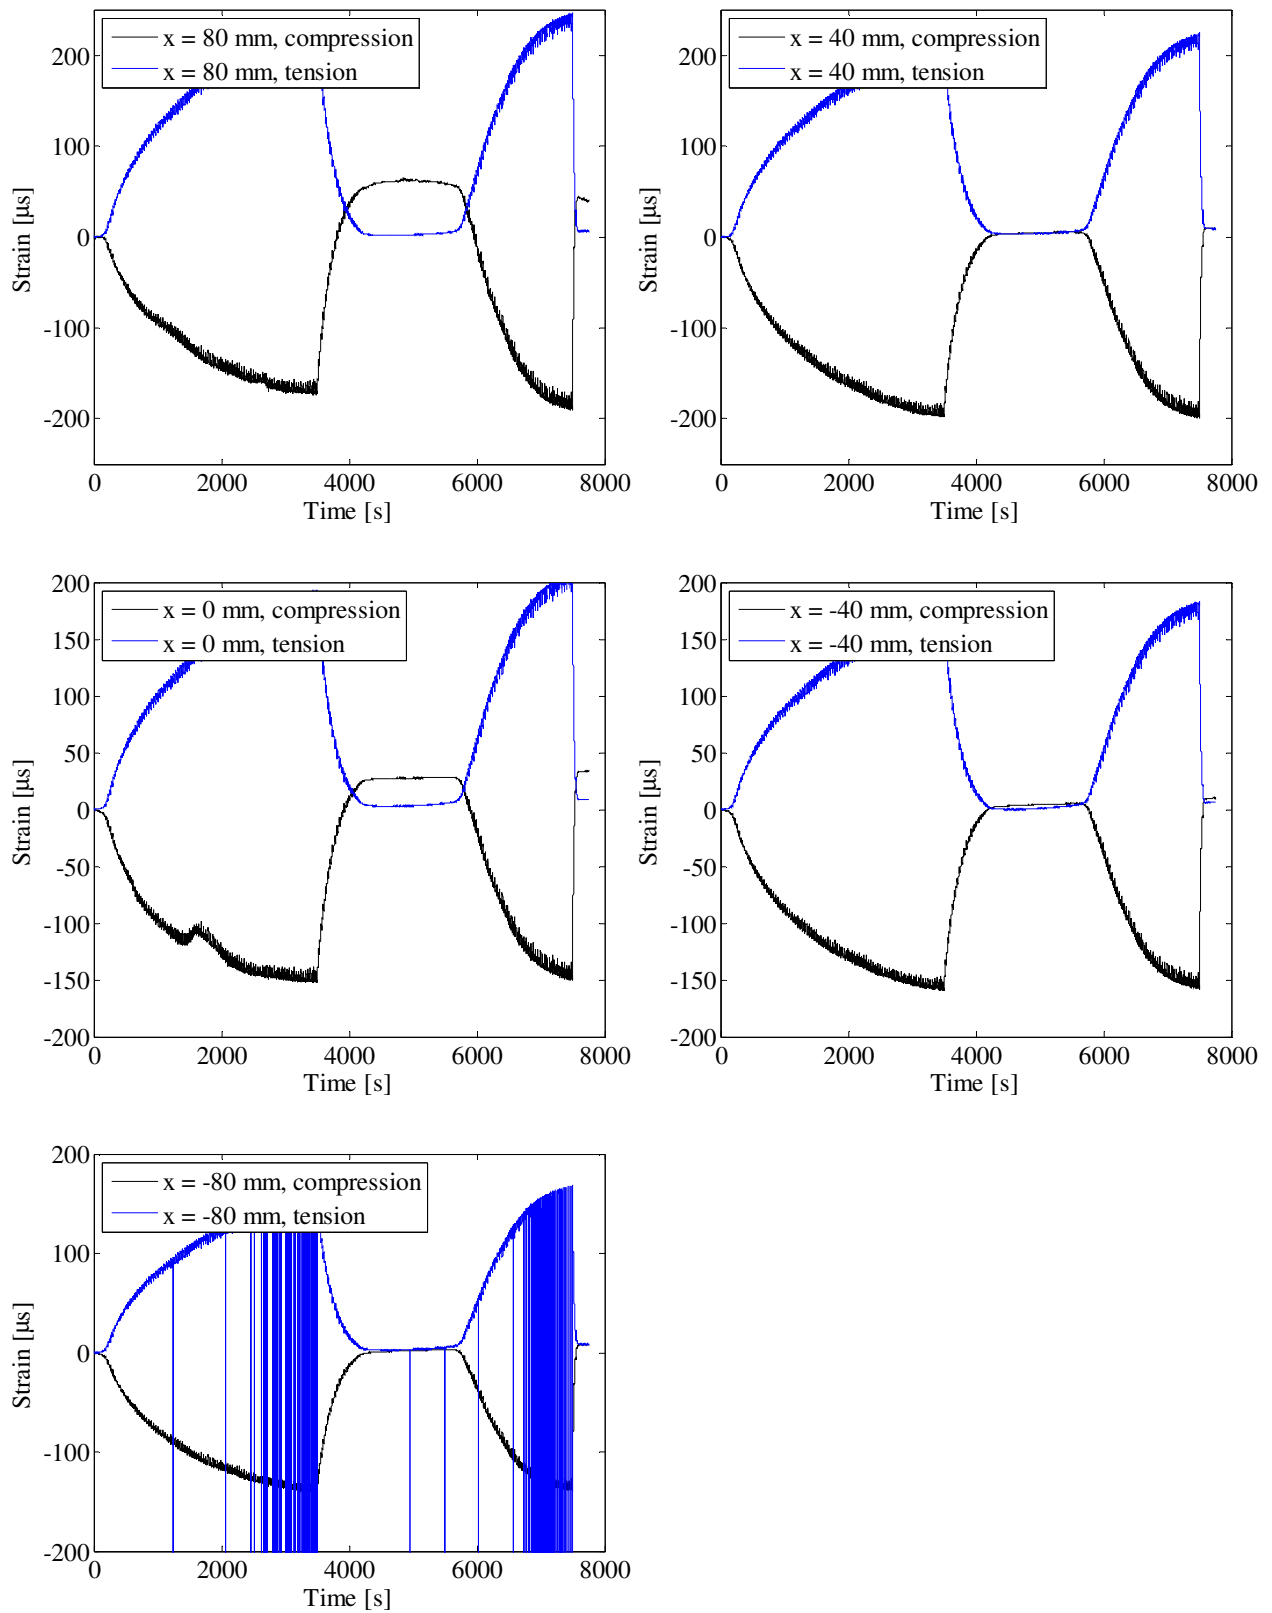 x = 80 mm, compression
x = 80 mm, tension
200
100
0
-100
-200
Strain [µs]
0 2000 4000 6000 8000
Time [s]
x = 40 mm, compression
x = 40 mm, tension
200
100
0
-100
-200
Strain [µs]
0 2000 4000 6000 8000
Time [s]
x = 0 mm, compression
x = 0 mm, tension
200
150
100
50
0
-50
-100
-150
-200
Strain [µs]
0 2000 4000 6000 8000
Time [s]
x = -40 mm, compression
x = -40 mm, tension
200
150
100
50
0
-50
-100
-150
-200
Strain [µs]
0 2000 4000 6000 8000
Time [s]
x = -80 mm, compression
x = -80 mm, tension
200
100
0
-100
-200
Strain [µs]
0 2000 4000 6000 8000
Time [s]